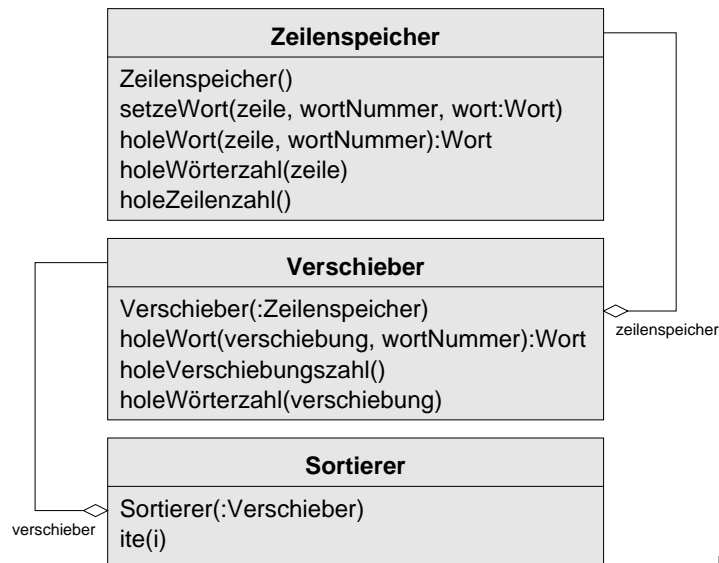 Zeilenspeicher
Zeilenspeicher()
setzeWort(zeile, wortNummer, wort:Wort)
holeWort(zeile, wortNummer):Wort
holeWörterzahl(zeile)
holeZeilenzahl()
Verschieber
Verschieber(:Zeilenspeicher)
holeWort(verschiebung, wortNummer):Wort
holeVerschiebungszahl()
holeWörterzahl(verschiebung)
zeilenspeicher
Sortierer
Sortierer(:Verschieber)
ite(i)
verschieber